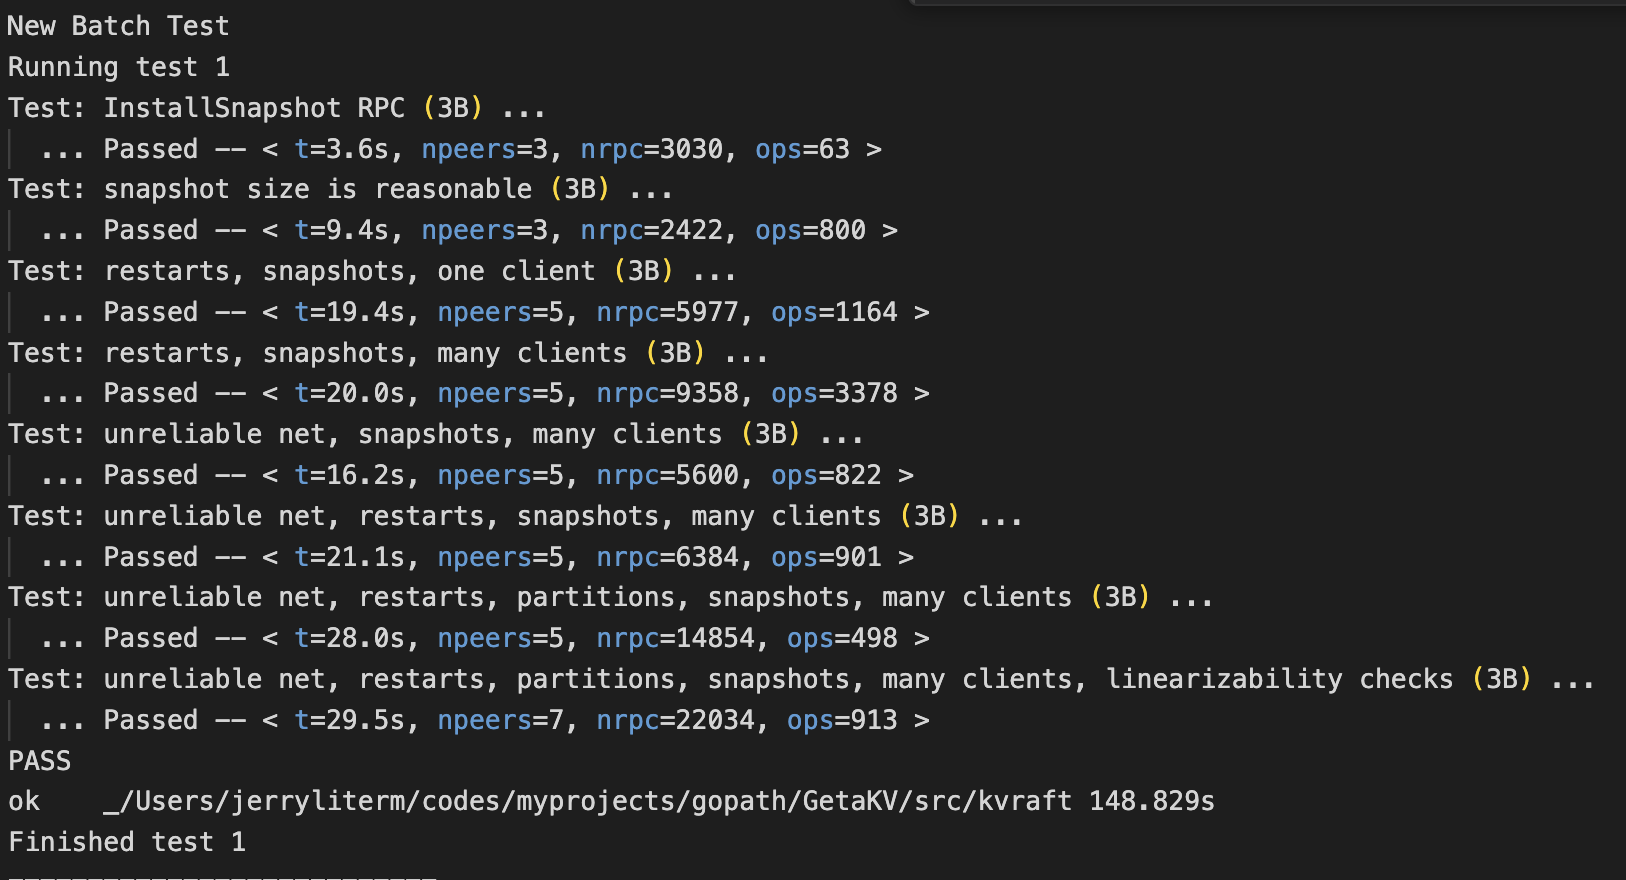 New Batch Test
Running test 1
Test: InstallSnapshot RPC (3B) ...
... Passed -- < t=3.6s, npeers=3, nrpc=3030, ops=63 >
Test: snapshot size is reasonable (3B) ...
... Passed -- < t=9.4s, npeers=3, nrpc=2422, ops=800 >
Test: restarts, snapshots, one client (3B) ...
... Passed -- < t=19.4s, npeers=5, nrpc=5977, ops=1164 >
Test: restarts, snapshots, many clients (3B) ...
... Passed -- < t=20.0s, npeers=5, nrpc=9358, ops=3378 >
Test: unreliable net, snapshots, many clients (3B) ...
... Passed -- < t=16.2s, npeers=5, nrpc=5600, ops=822 >
Test: unreliable net, restarts, snapshots, many clients (3B) ...
... Passed -- < t=21.1s, npeers=5, nrpc=6384, ops=901 >
Test: unreliable net, restarts, partitions, snapshots, many clients (3B) ...
... Passed -- < t=28.0s, npeers=5, nrpc=14854, ops=498 >
Test: unreliable net, restarts, partitions, snapshots, many clients, linearizability checks (3B) ...
... Passed -- < t=29.5s, npeers=7, nrpc=22034, ops=913 >
PASS
ok    _/Users/jerryliterm/codes/myprojects/gopath/GetaKV/src/kvraft 148.829s
Finished test 1